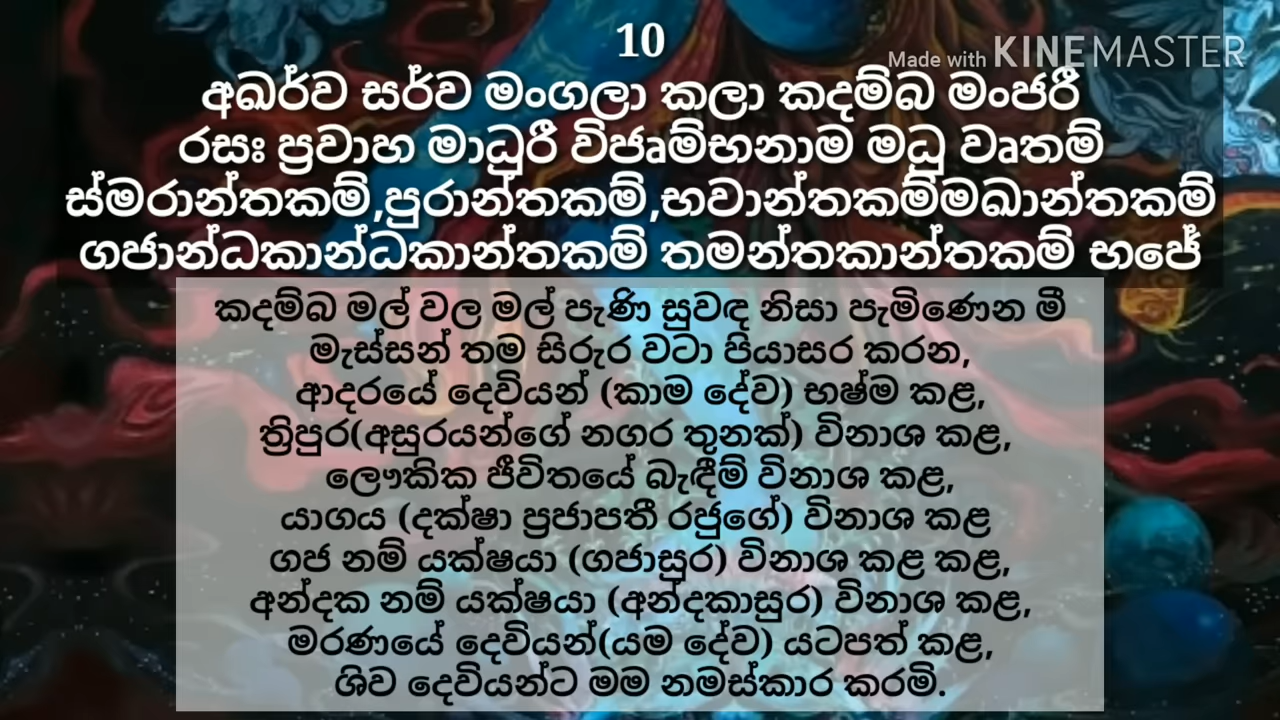 10
Made with KINEMASTER
අඛර්ව සර්ව මංගලා කලා කදම්බ මංජරී
රසඃ ප්‍රවාහ මාධුරී විජෘම්භනාම මධු වෘතම්
ස්මරාන්තකම්,පුරාන්තකම්,භවාන්තකම්මඛාන්තකම්
ගජාන්ධකාන්ධකාන්තකම් තමන්තකාන්තකම් භජේ
කදම්බ මල් වල මල් පැණි සුවඳ නිසා පැමිණෙන මී
මැස්සන් තම සිරුර වටා පියාසර කරන,
ආදරයේ දෙවියන් (කාම දේව) භෂ්ම කළ,
ත්‍රිපුර(අසුරයන්ගේ නගර තුනක්) විනාශ කළ,
ලෞකික ජීවිතයේ බැඳීම් විනාශ කළ,
යාගය (දක්ෂා ප්‍රජාපතී රජුගේ) විනාශ කළ
ගජ නම් යක්ෂයා (ගජාසුර) විනාශ කළ කළ,
අන්දක නම් යක්ෂයා (අන්දකාසුර) විනාශ කළ,
මරණයේ දෙවියන්(යම දේව) යටපත් කළ,
ශිව දෙවියන්ට මම නමස්කාර කරමි.